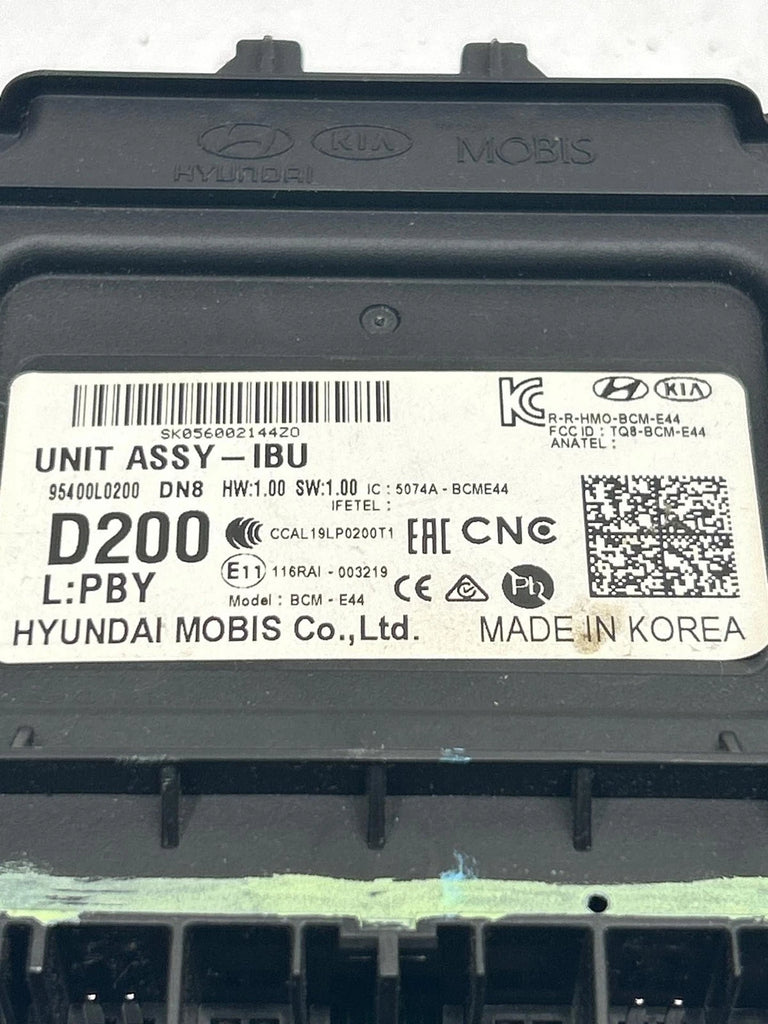 HYUNDAI KIA MOBIS
SK056002144Z0
KC
HYUNDAI KIA
R-R-HMO-BCM-E44
FCC ID : TQ8-BCM-E44
ANATEL :
UNIT ASSY-IBU
95400L0200 DN8 HW:1.00 SW:1.00 IC : 5074A - BCME44
IFETEL :
D200 CCAL19LP0200T1 EAC CNC
L:PBY E11 116RAI - 003219 CE Pb
Model : BCM - E44
HYUNDAI MOBIS Co.,Ltd. MADE IN KOREA